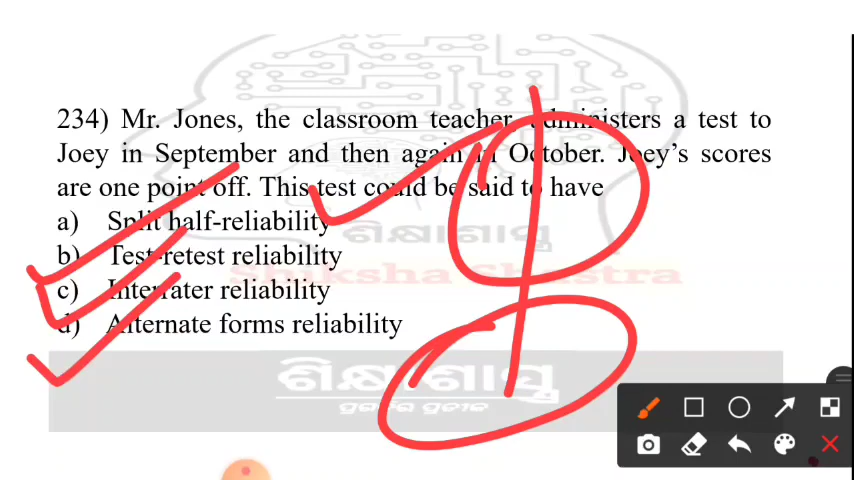 234) Mr. Jones, the classroom teacher, administers a test to
Joey in September and then again in October. Joey's scores
are one point off. This test could be said to have
a) Split half-reliability
b) Test-retest reliability
c) Interrater reliability
d) Alternate forms reliability
ଶିକ୍ଷାଶାସ୍ତ୍ର
Shiksha Shastra
ଶିକ୍ଷାଶାସ୍ତ୍ର